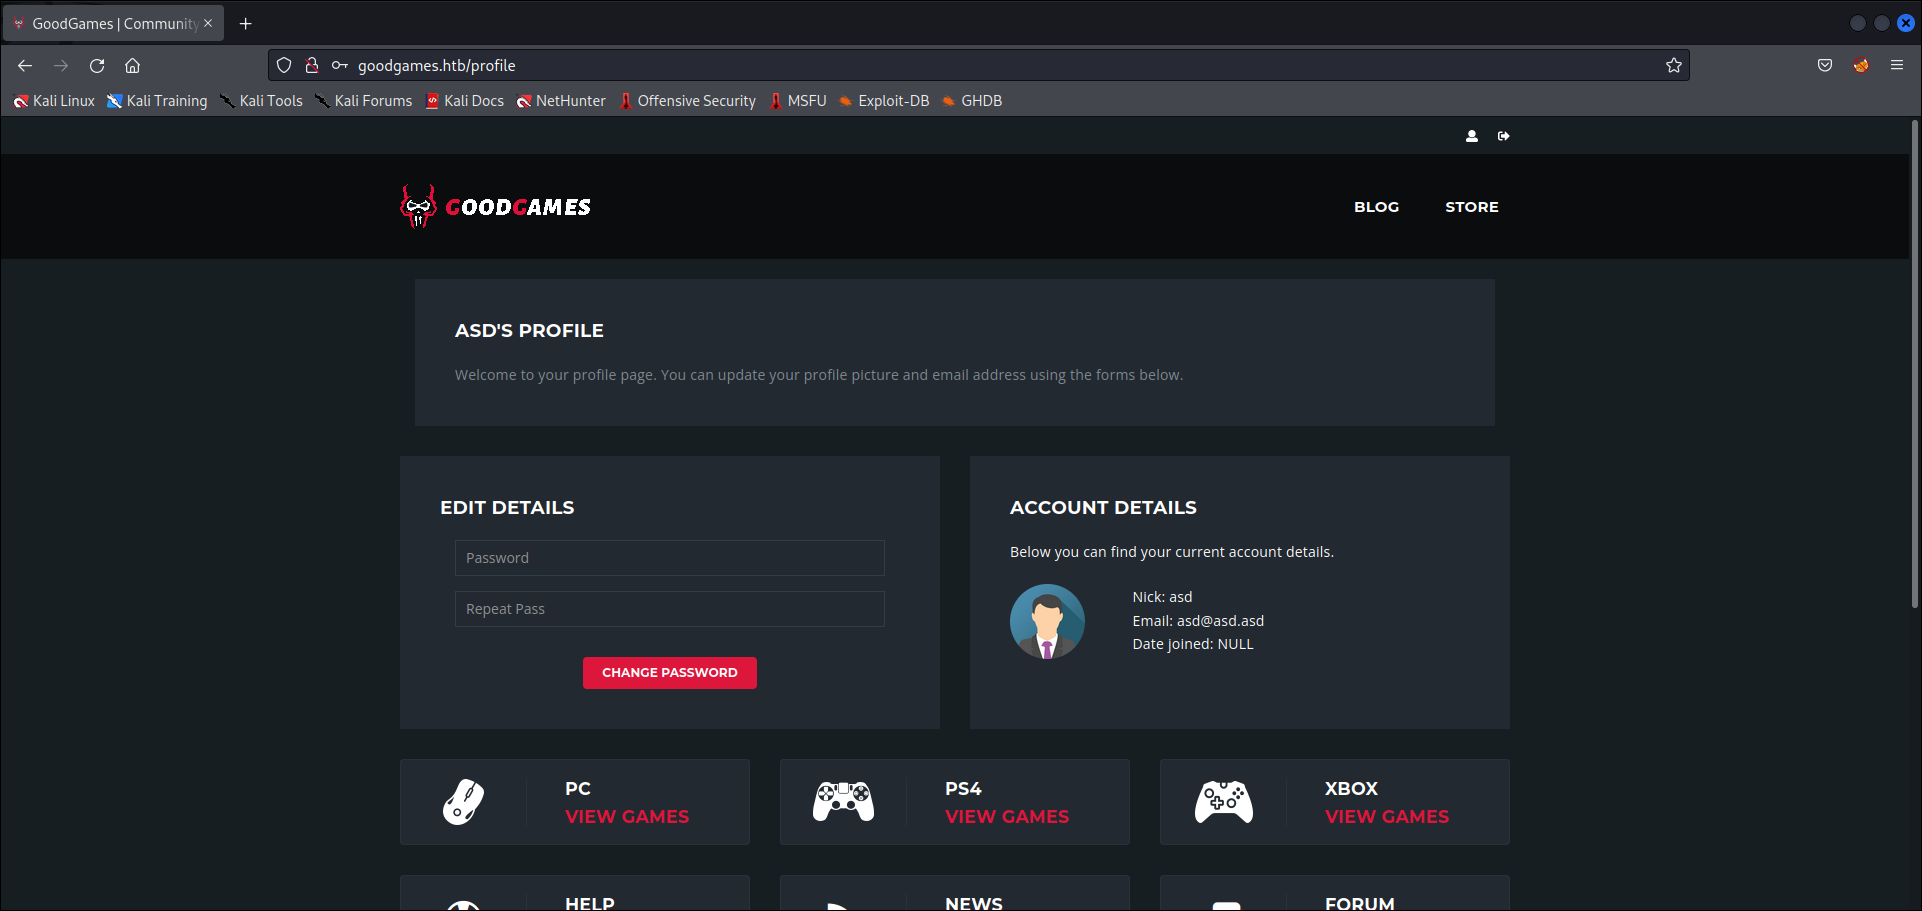 GoodGames | Community
goodgames.htb/profile
Kali Linux Kali Training Kali Tools Kali Forums Kali Docs NetHunter Offensive Security MSFU Exploit-DB GHDB
GOODGAMES
BLOG STORE
ASD'S PROFILE
Welcome to your profile page. You can update your profile picture and email address using the forms below.
EDIT DETAILS
Password
Repeat Pass
CHANGE PASSWORD
ACCOUNT DETAILS
Below you can find your current account details.
Nick: asd
Email: asd@asd.asd
Date joined: NULL
PC
VIEW GAMES
PS4
VIEW GAMES
XBOX
VIEW GAMES
HELP
NEWS
FORUM